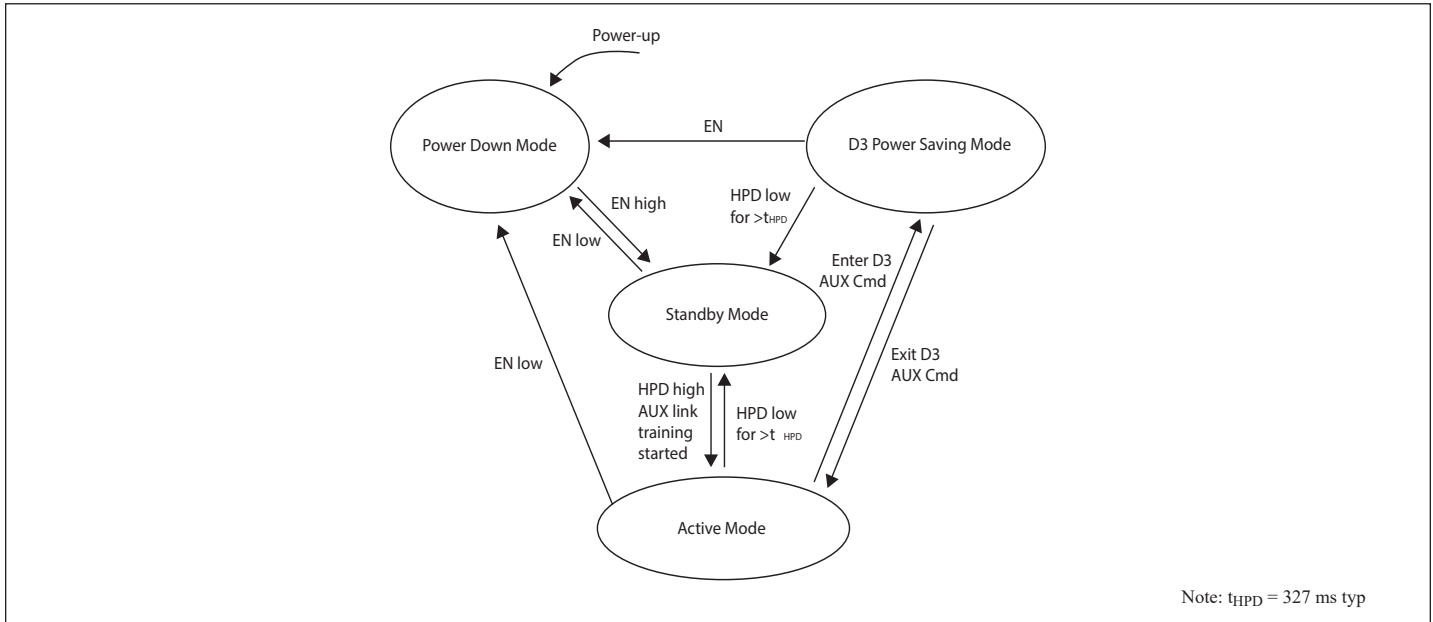 Power-up
Power Down Mode
EN
D3 Power Saving Mode
EN high
EN low
HPD low
for >tHPD
Enter D3
AUX Cmd
Standby Mode
EN low
Exit D3
AUX Cmd
HPD high
AUX link
training
started
HPD low
for >t HPD
Active Mode
Note: tHPD = 327 ms typ